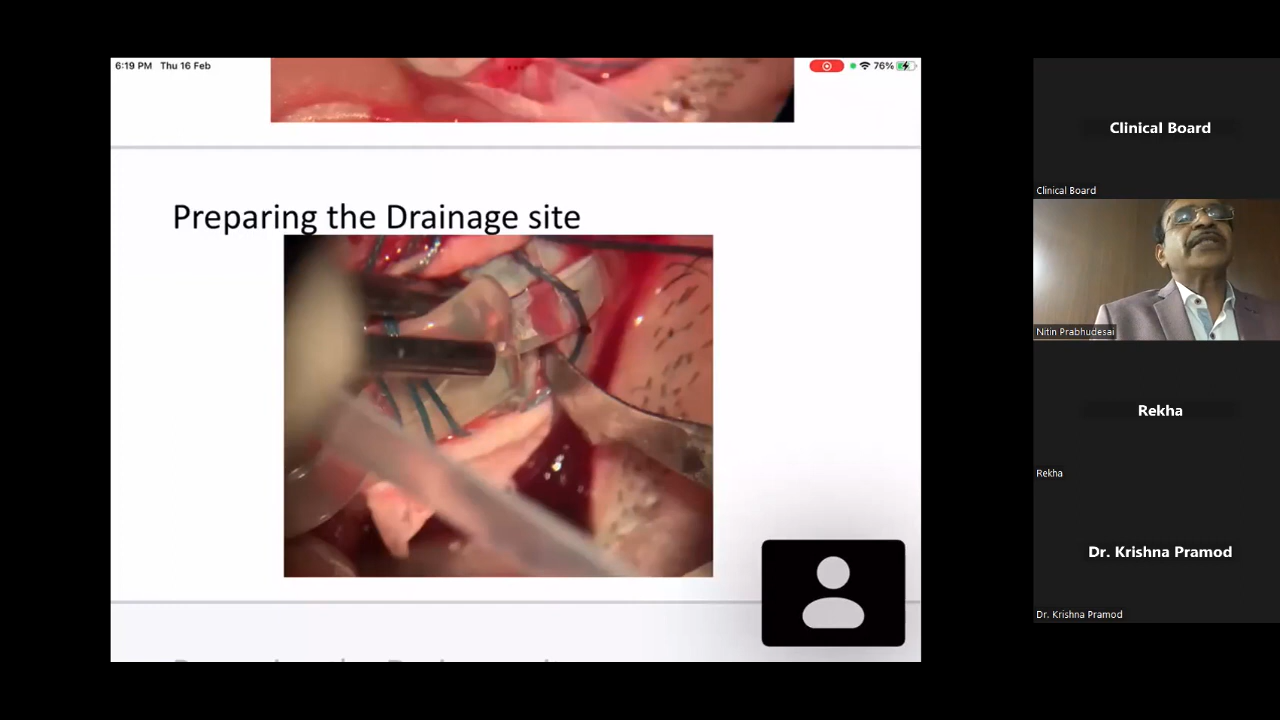 6:19 PM Thu 16 Feb
76%
Preparing the Drainage site
Clinical Board
Clinical Board
Nitin Prabhudesai
Rekha
Rekha
Dr. Krishna Pramod
Dr. Krishna Pramod